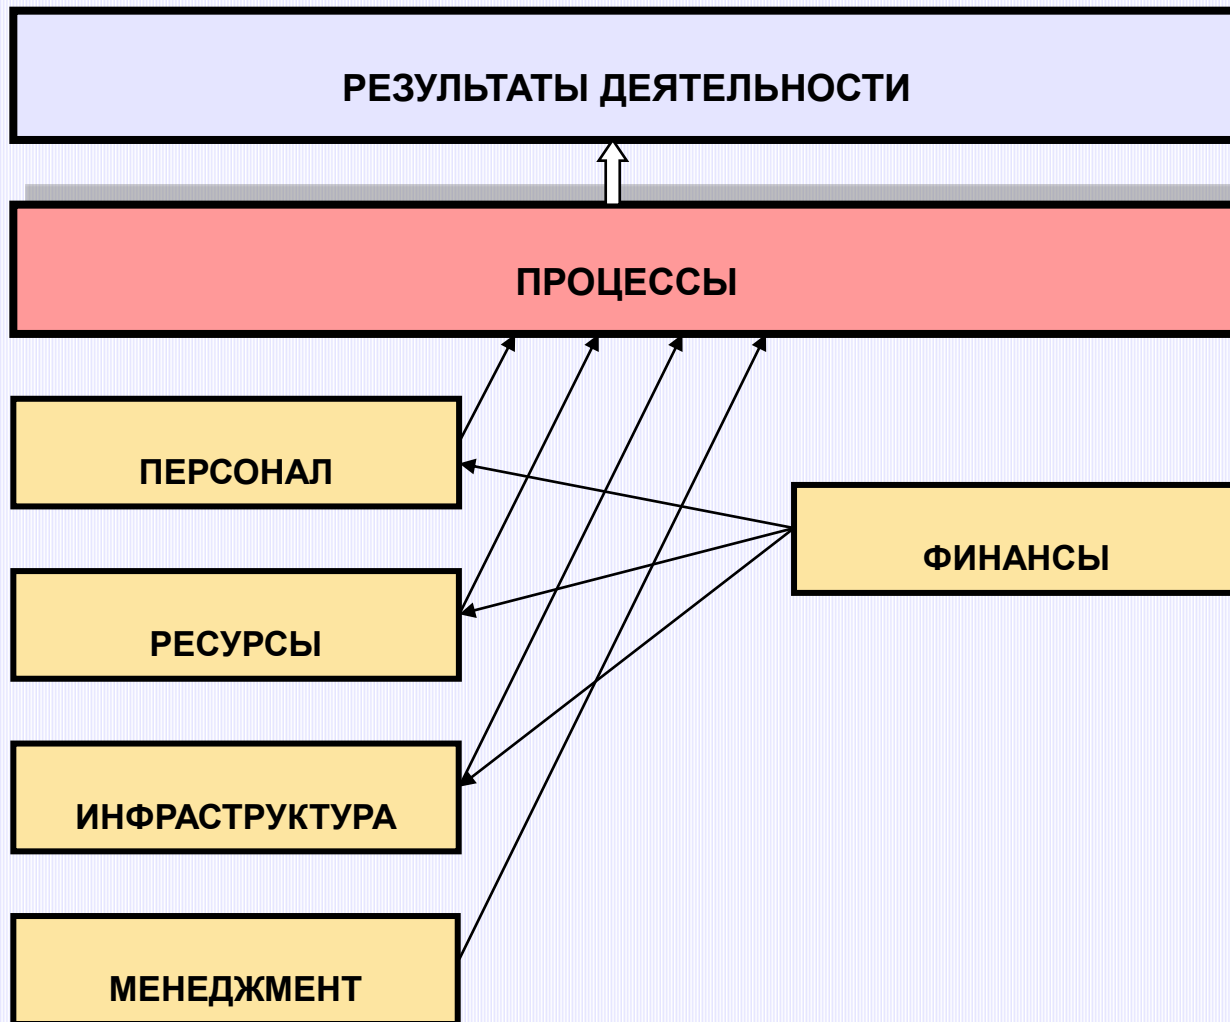 РЕЗУЛЬТАТЫ ДЕЯТЕЛЬНОСТИ
ПРОЦЕССЫ
ПЕРСОНАЛ
ФИНАНСЫ
РЕСУРСЫ
ИНФРАСТРУКТУРА
МЕНЕДЖМЕНТ